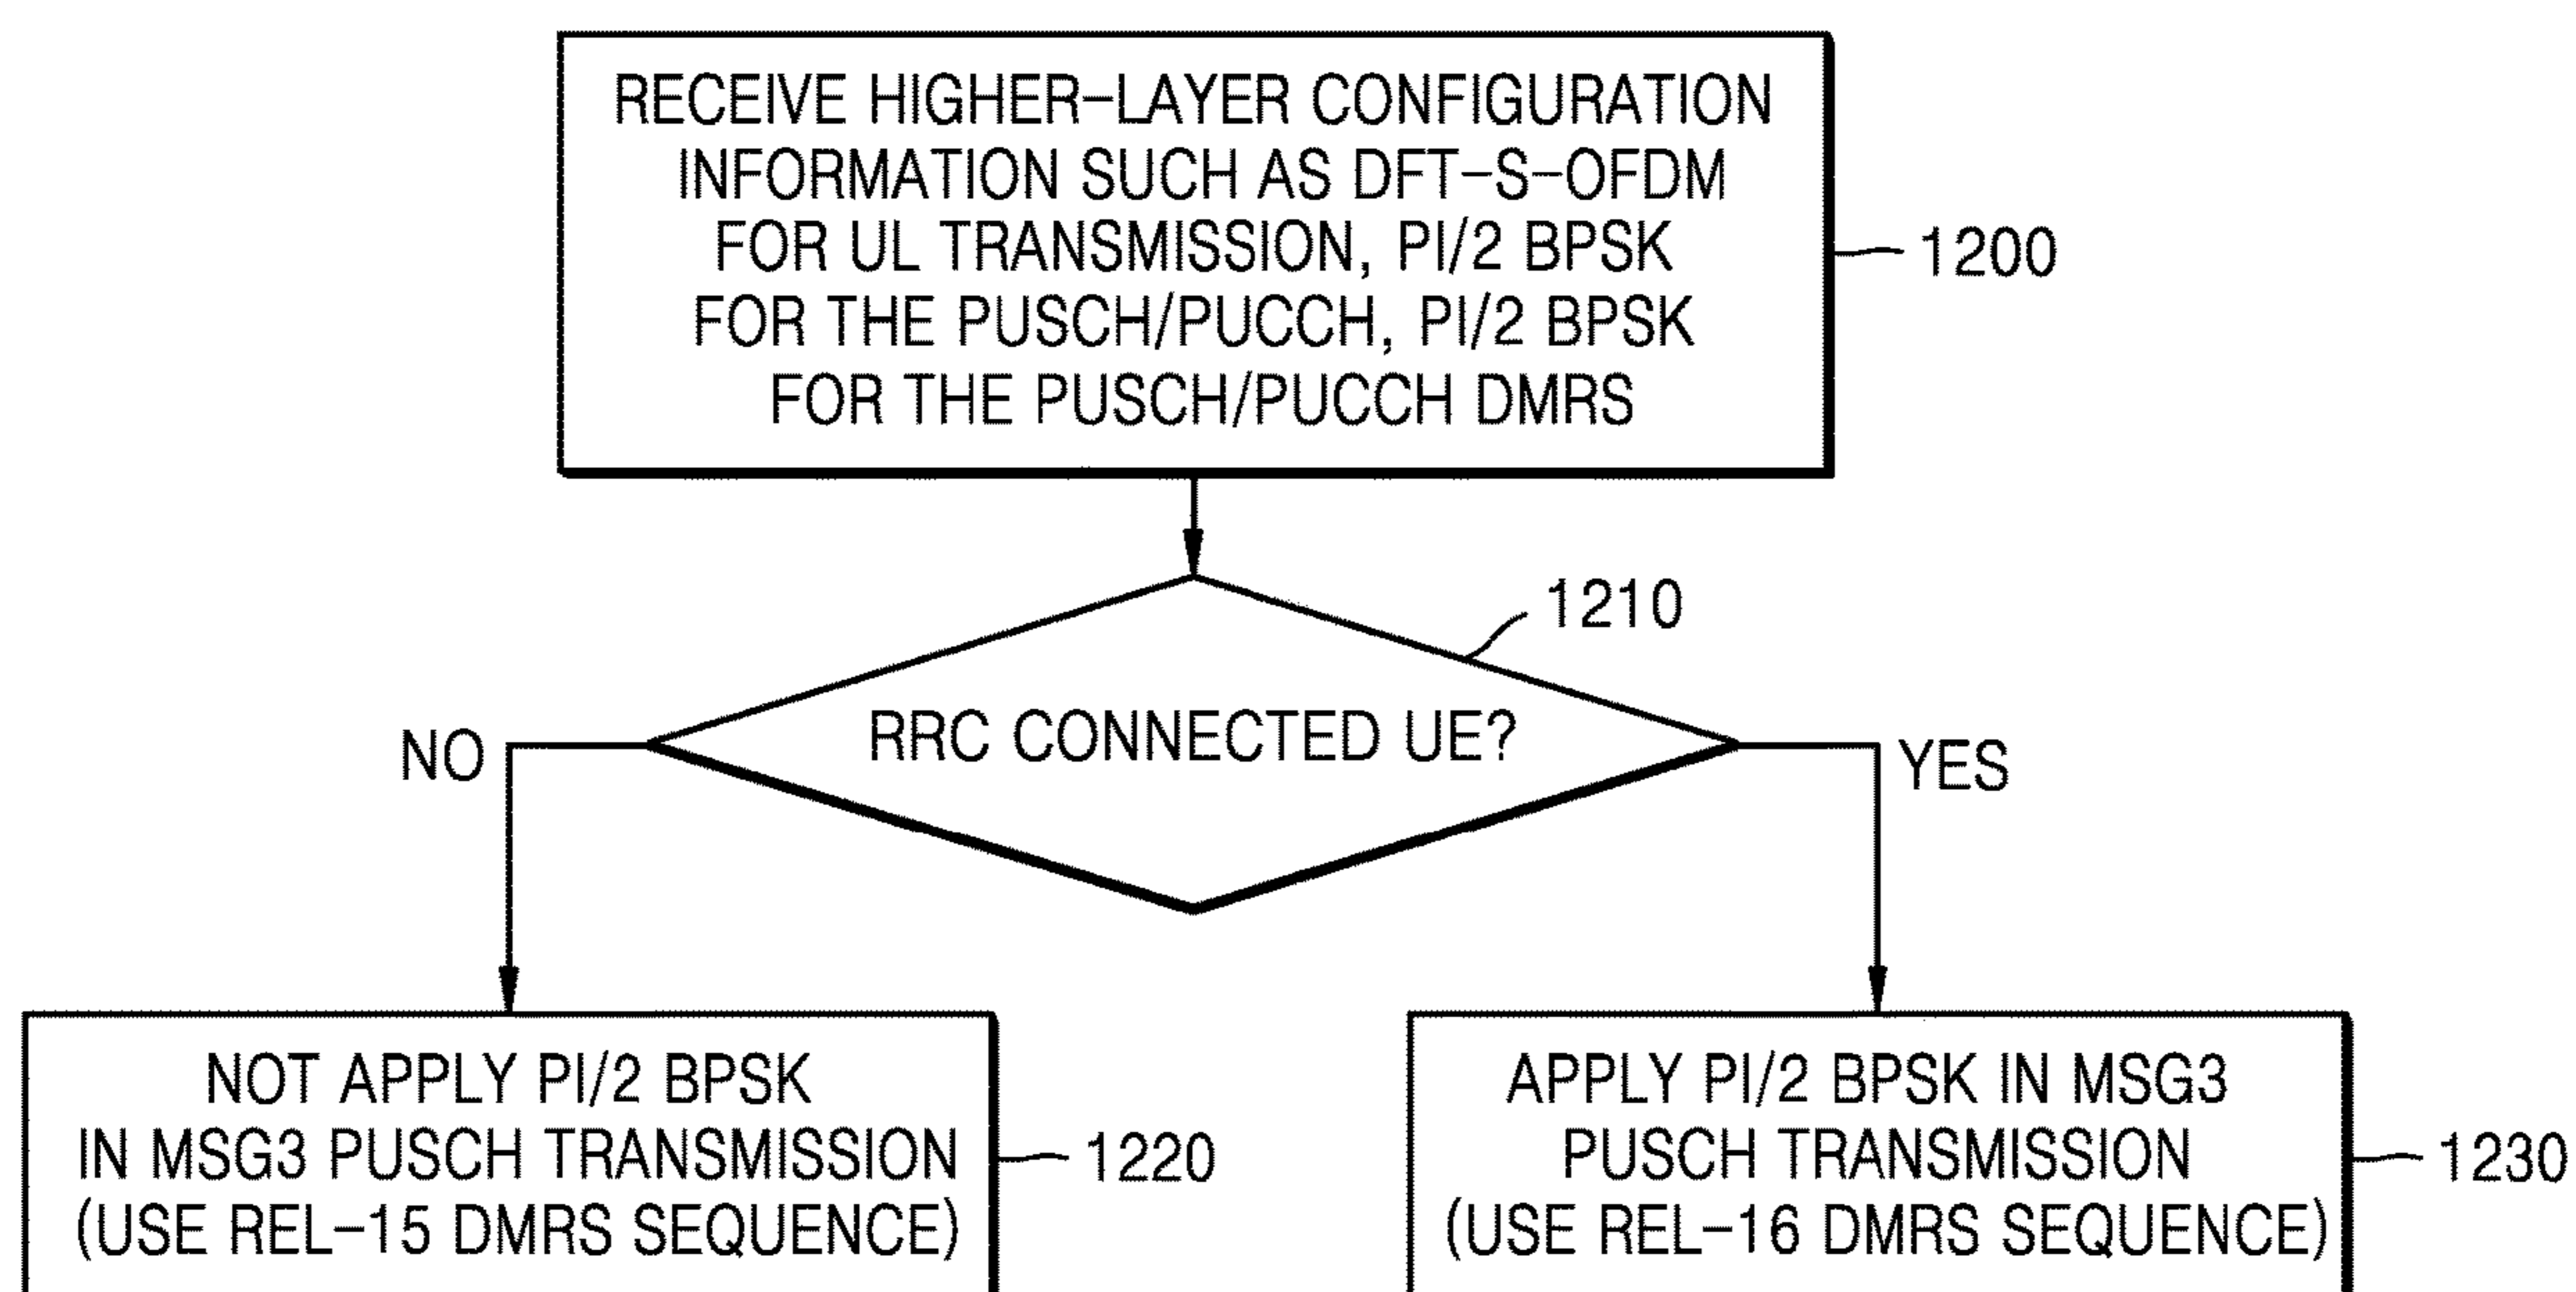 RECEIVE HIGHER-LAYER CONFIGURATION
INFORMATION SUCH AS DFT-S-OFDM
FOR UL TRANSMISSION, PI/2 BPSK
FOR THE PUSCH/PUCCH, PI/2 BPSK
FOR THE PUSCH/PUCCH DMRS
1200
1210
RRC CONNECTED UE?
NO
YES
NOT APPLY PI/2 BPSK
IN MSG3 PUSCH TRANSMISSION
(USE REL-15 DMRS SEQUENCE)
1220
APPLY PI/2 BPSK IN MSG3
PUSCH TRANSMISSION
(USE REL-16 DMRS SEQUENCE)
1230